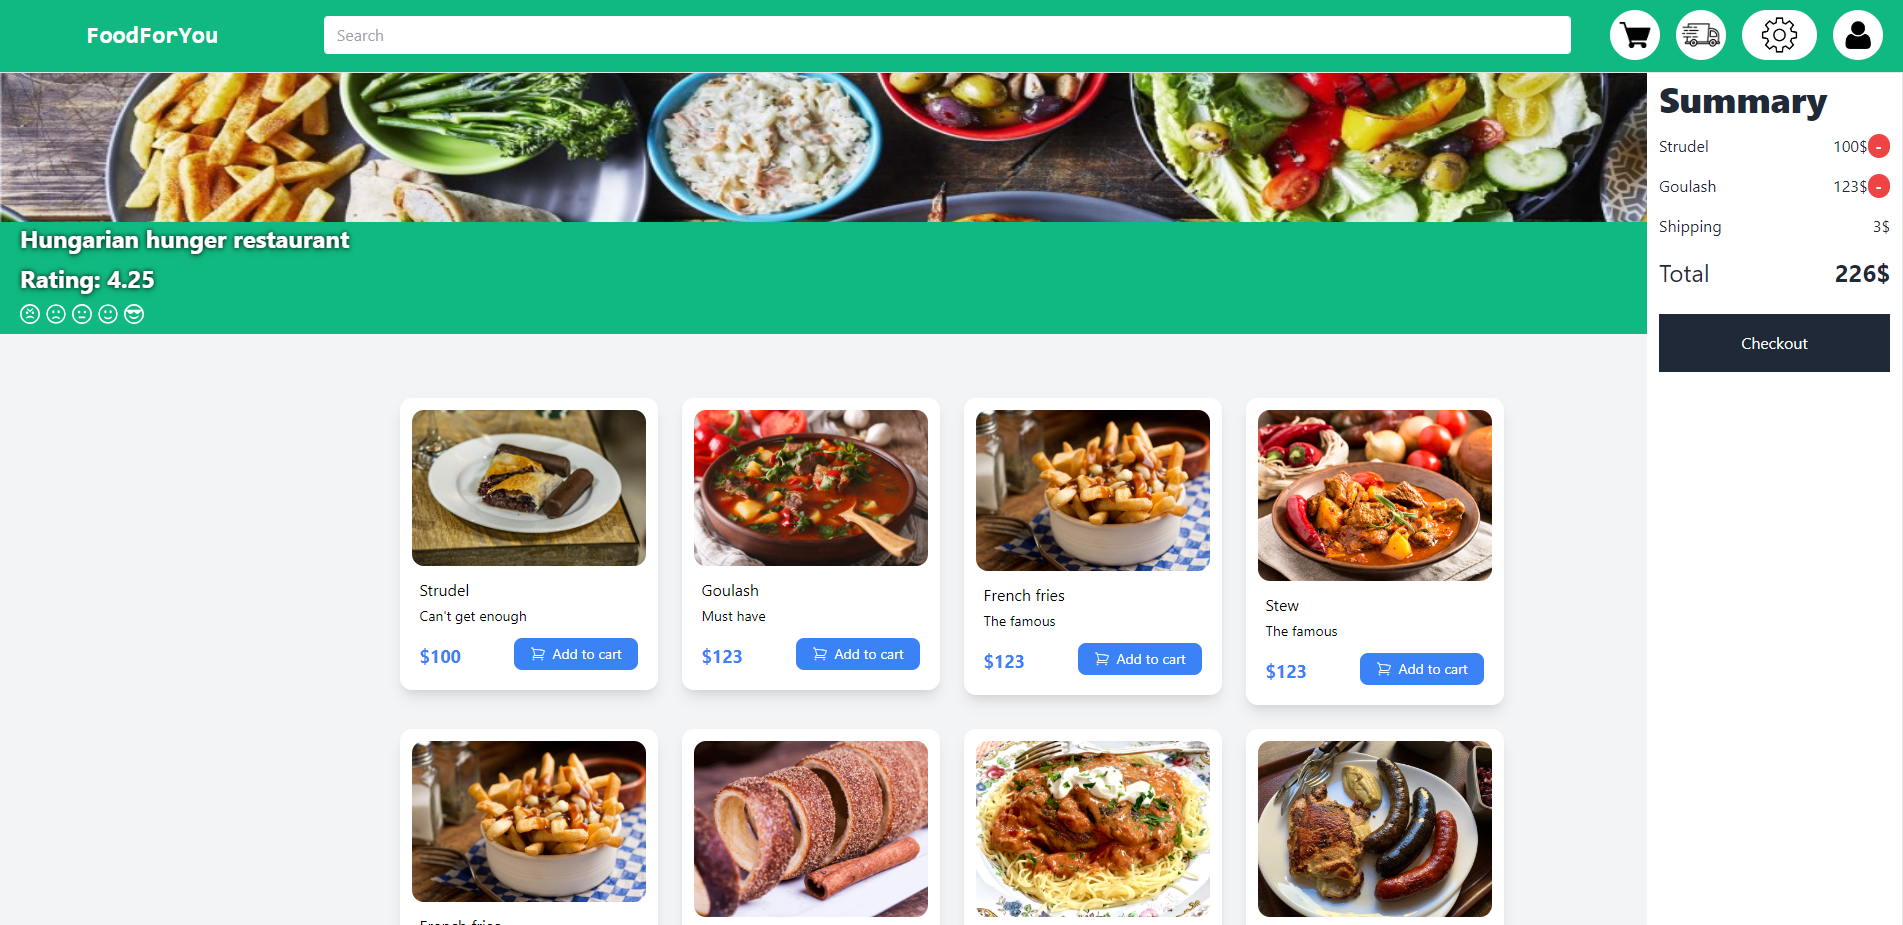 FoodForYou
Search
Hungarian hunger restaurant
Rating: 4.25
Summary
Strudel 100$ -
Goulash 123$ -
Shipping 3$
Total 226$
Checkout
Strudel
Can't get enough
$100 Add to cart
Goulash
Must have
$123 Add to cart
French fries
The famous
$123 Add to cart
Stew
The famous
$123 Add to cart
French fries